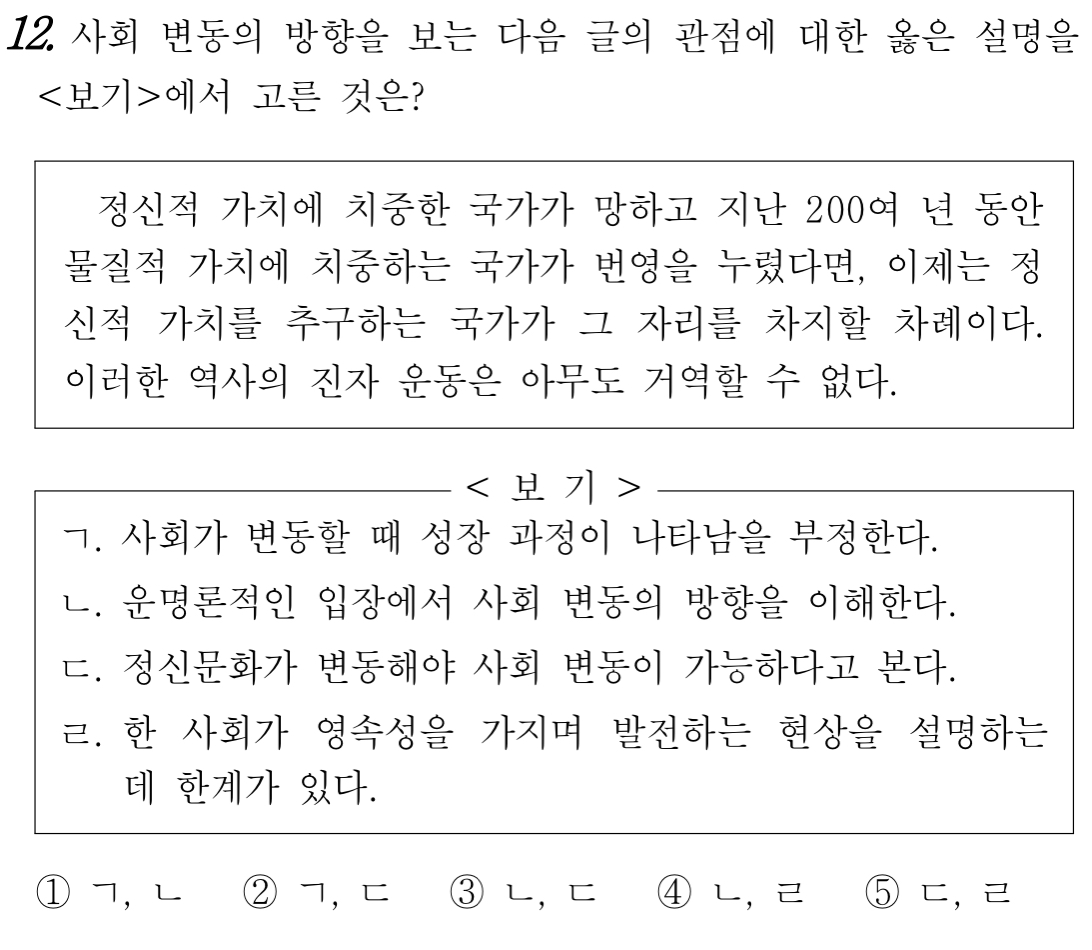 12. 사회 변동의 방향을 보는 다음 글의 관점에 대한 옳은 설명을
<보기>에서 고른 것은?
정신적 가치에 치중한 국가가 망하고 지난 200여 년 동안
물질적 가치에 치중하는 국가가 번영을 누렸다면, 이제는 정
신적 가치를 추구하는 국가가 그 자리를 차지할 차례이다.
이러한 역사의 진자 운동은 아무도 거역할 수 없다.
< 보 기 >
ㄱ. 사회가 변동할 때 성장 과정이 나타남을 부정한다.
ㄴ. 운명론적인 입장에서 사회 변동의 방향을 이해한다.
ㄷ. 정신문화가 변동해야 사회 변동이 가능하다고 본다.
ㄹ. 한 사회가 영속성을 가지며 발전하는 현상을 설명하는
데 한계가 있다.
① ㄱ, ㄴ ② ㄱ, ㄷ ③ ㄴ, ㄷ ④ ㄴ, ㄹ ⑤ ㄷ, ㄹ